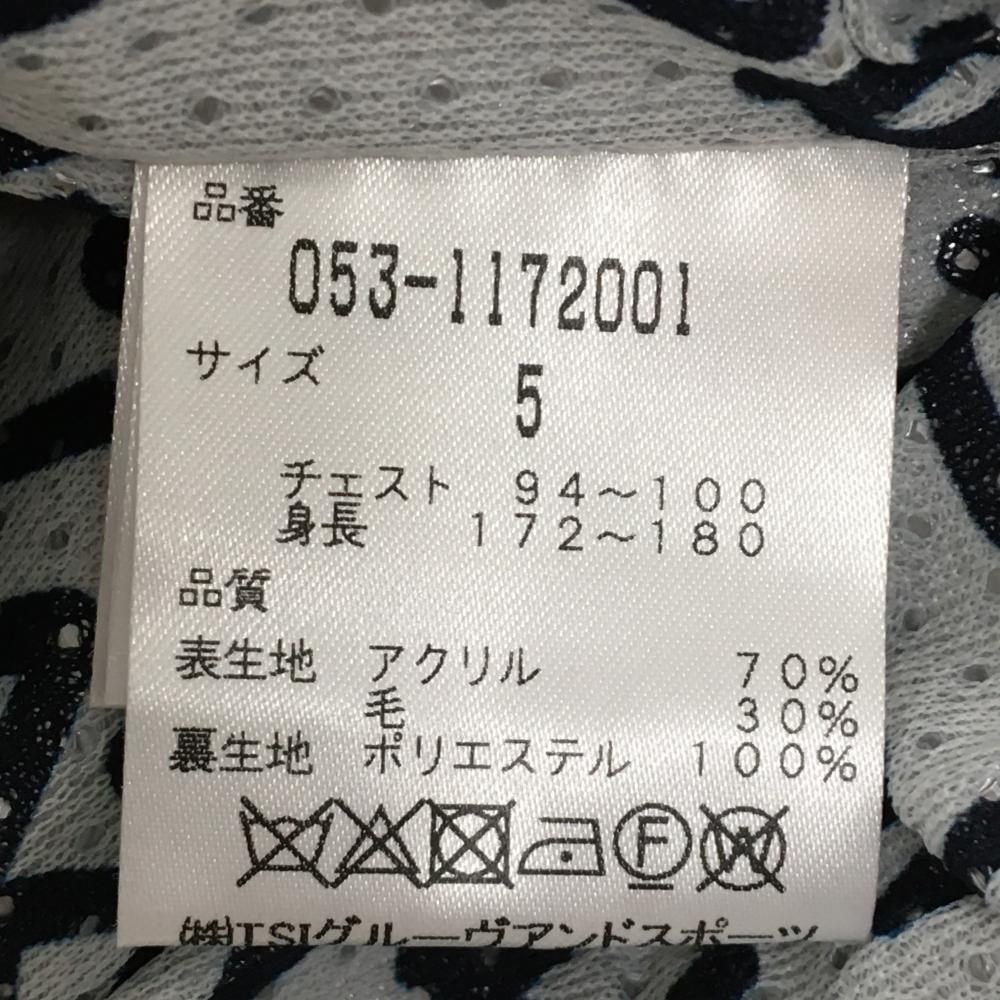 品番
053-1172001
サイズ
5
チェスト 94～100
身長 172～180
品質
表生地 アクリル 70%
毛 30%
裏生地 ポリエステル 100%
F W
㈱TSIグルーヴアンドスポーツ